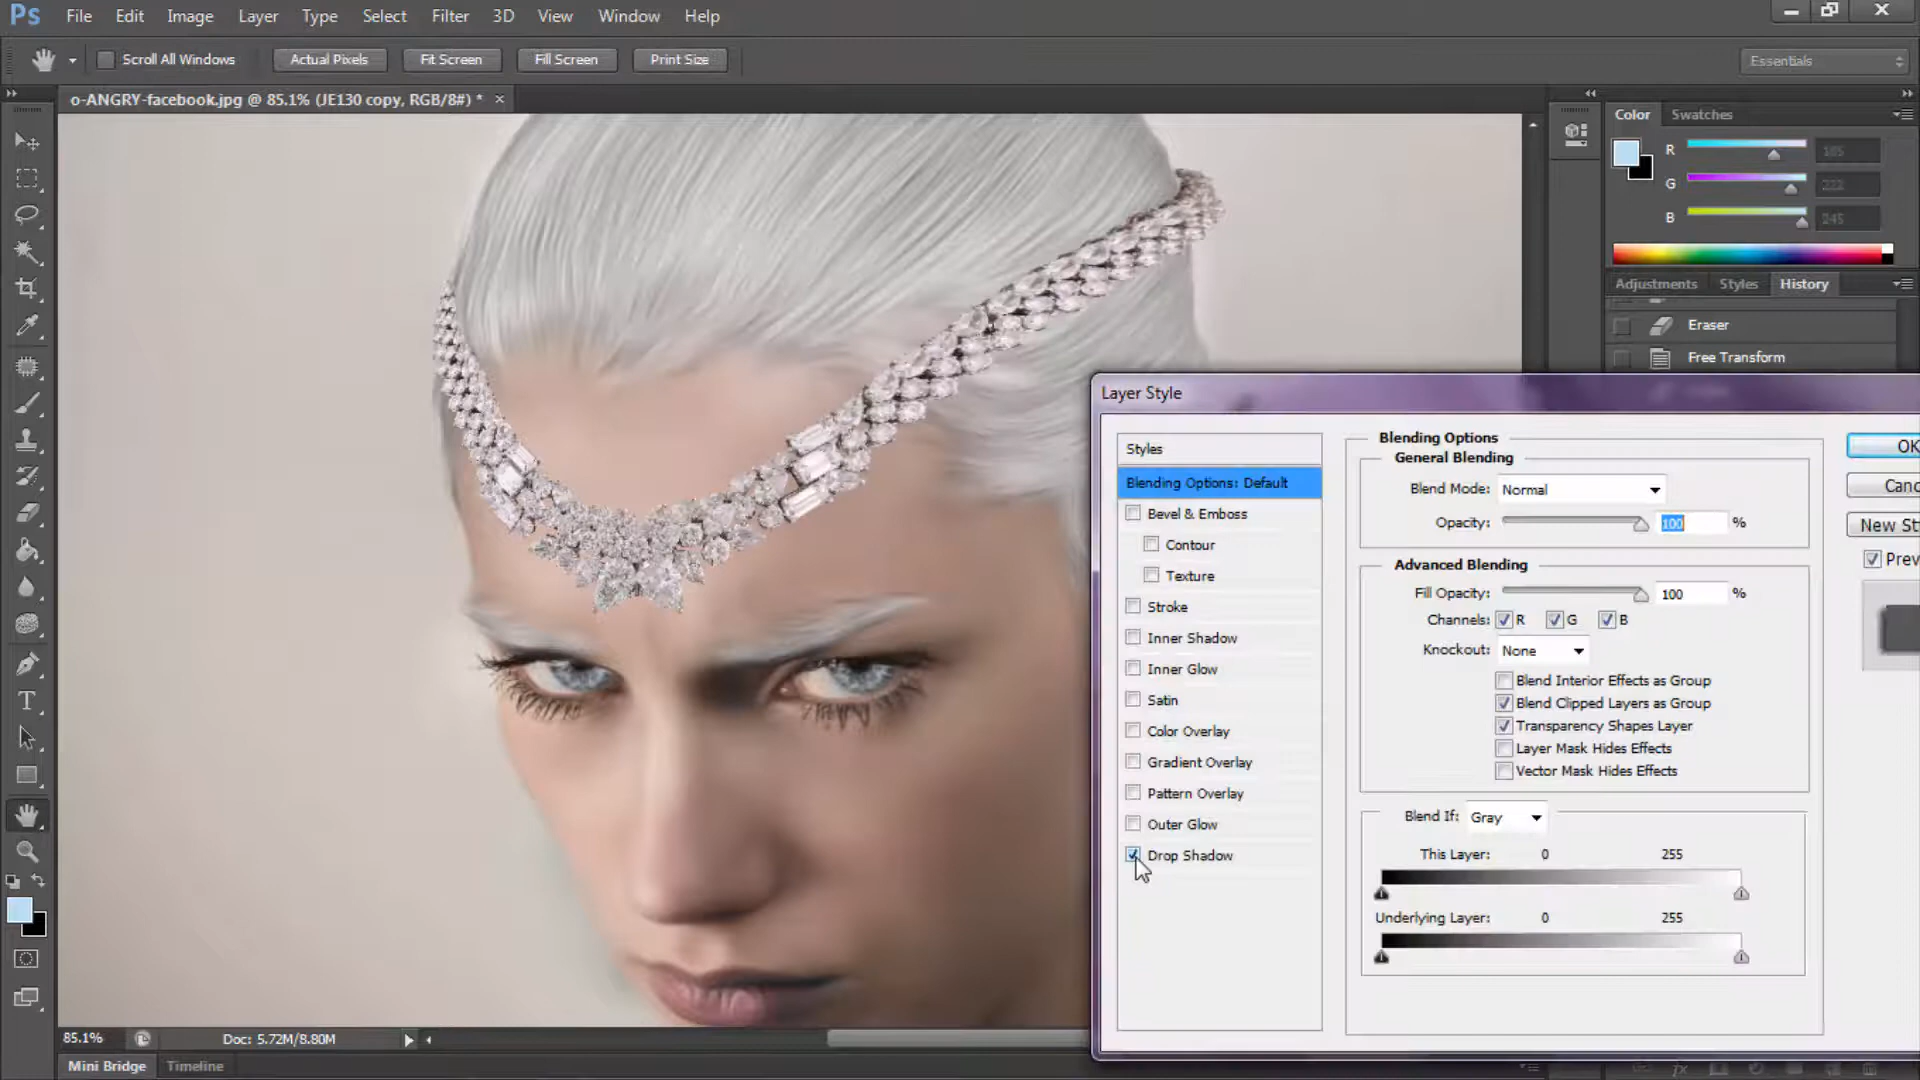 Ps File Edit Image Layer Type Select Filter 3D View Window Help
Scroll All Windows Actual Pixels Fit Screen Fill Screen Print Size Essentials
o-ANGRY-facebook.jpg @ 85.1% (JE130 copy, RGB/8#) * ×
Color Swatches
R 185
G 222
B 245
Adjustments Styles History
Eraser
Free Transform
Layer Style
Styles
Blending Options: Default
Bevel & Emboss
Contour
Texture
Stroke
Inner Shadow
Inner Glow
Satin
Color Overlay
Gradient Overlay
Pattern Overlay
Outer Glow
Drop Shadow
Blending Options
General Blending
Blend Mode: Normal
Opacity: 100 %
Advanced Blending
Fill Opacity: 100 %
Channels: R G B
Knockout: None
Blend Interior Effects as Group
Blend Clipped Layers as Group
Transparency Shapes Layer
Layer Mask Hides Effects
Vector Mask Hides Effects
Blend If: Gray
This Layer: 0 255
Underlying Layer: 0 255
OK
Canc
New St
Prev
T
85.1% Doc: 5.72M/8.80M
Mini Bridge Timeline
fx